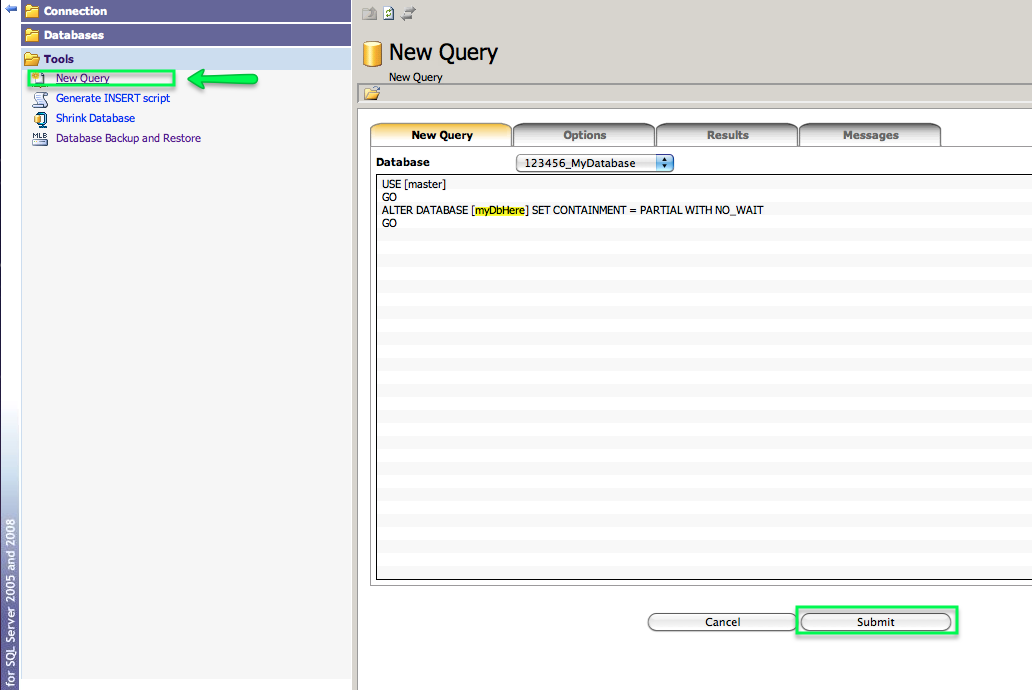 Connection
Databases
Tools
New Query
Generate INSERT script
Shrink Database
MLB
Database Backup and Restore
for SQL Server 2005 and 2008
New Query
New Query
New Query Options Results Messages
Database 123456_MyDatabase
USE [master]
GO
ALTER DATABASE [myDbHere] SET CONTAINMENT = PARTIAL WITH NO_WAIT
GO
Cancel Submit